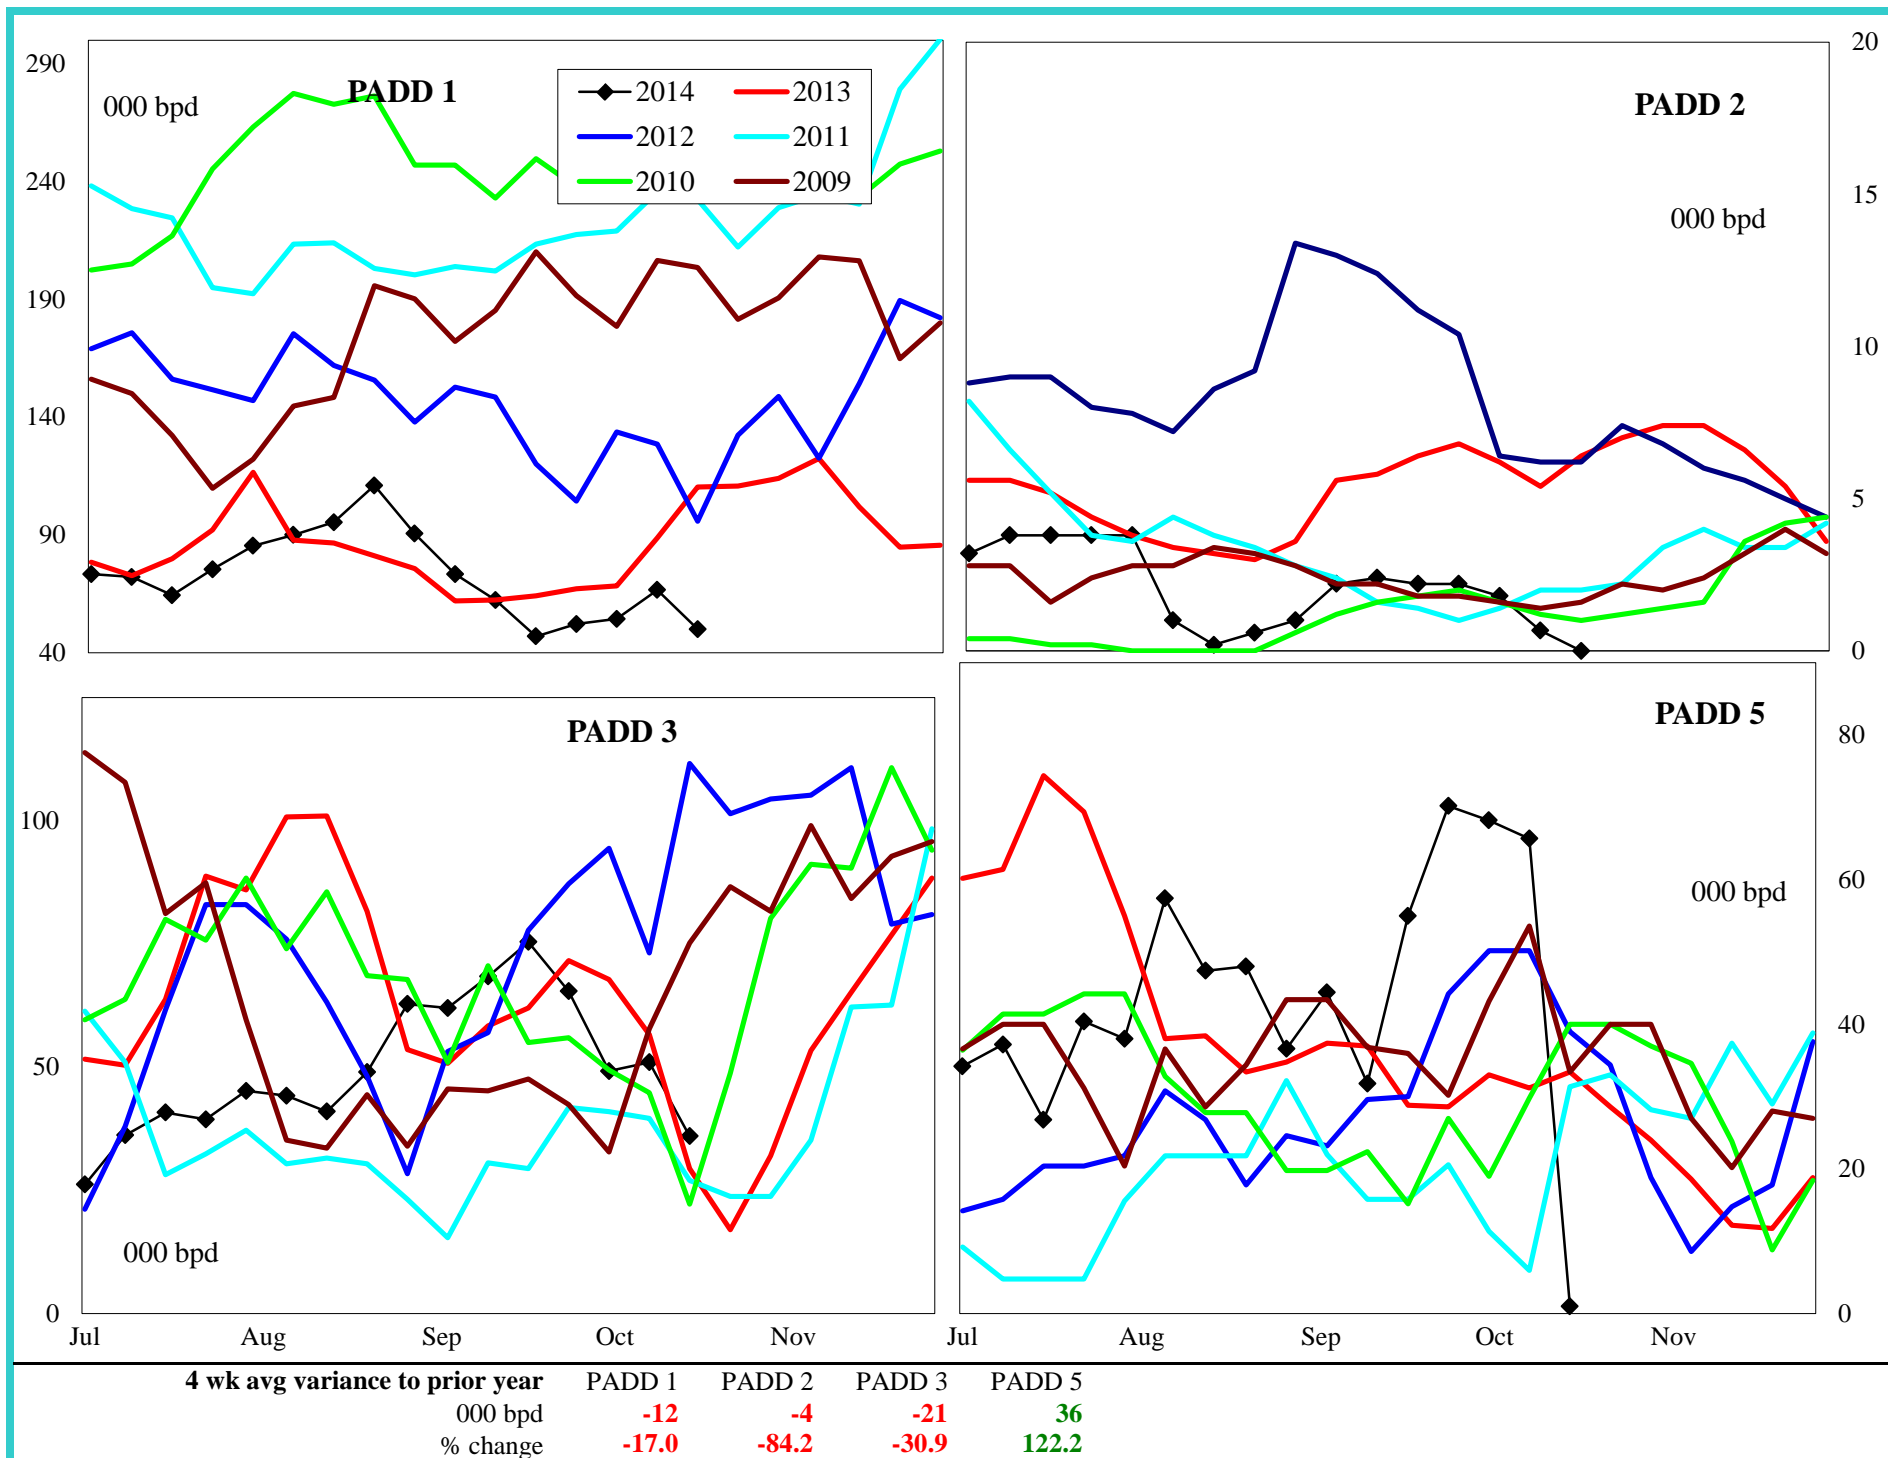 PADD 1
000 bpd
2014
2013
2012
2011
2010
2009
290
240
190
140
90
40
PADD 2
000 bpd
20
15
10
5
0
PADD 3
000 bpd
100
50
0
Jul Aug Sep Oct Nov
PADD 5
000 bpd
80
60
40
20
0
Jul Aug Sep Oct Nov
4 wk avg variance to prior year PADD 1 PADD 2 PADD 3 PADD 5
000 bpd -12 -4 -21 36
% change -17.0 -84.2 -30.9 122.2